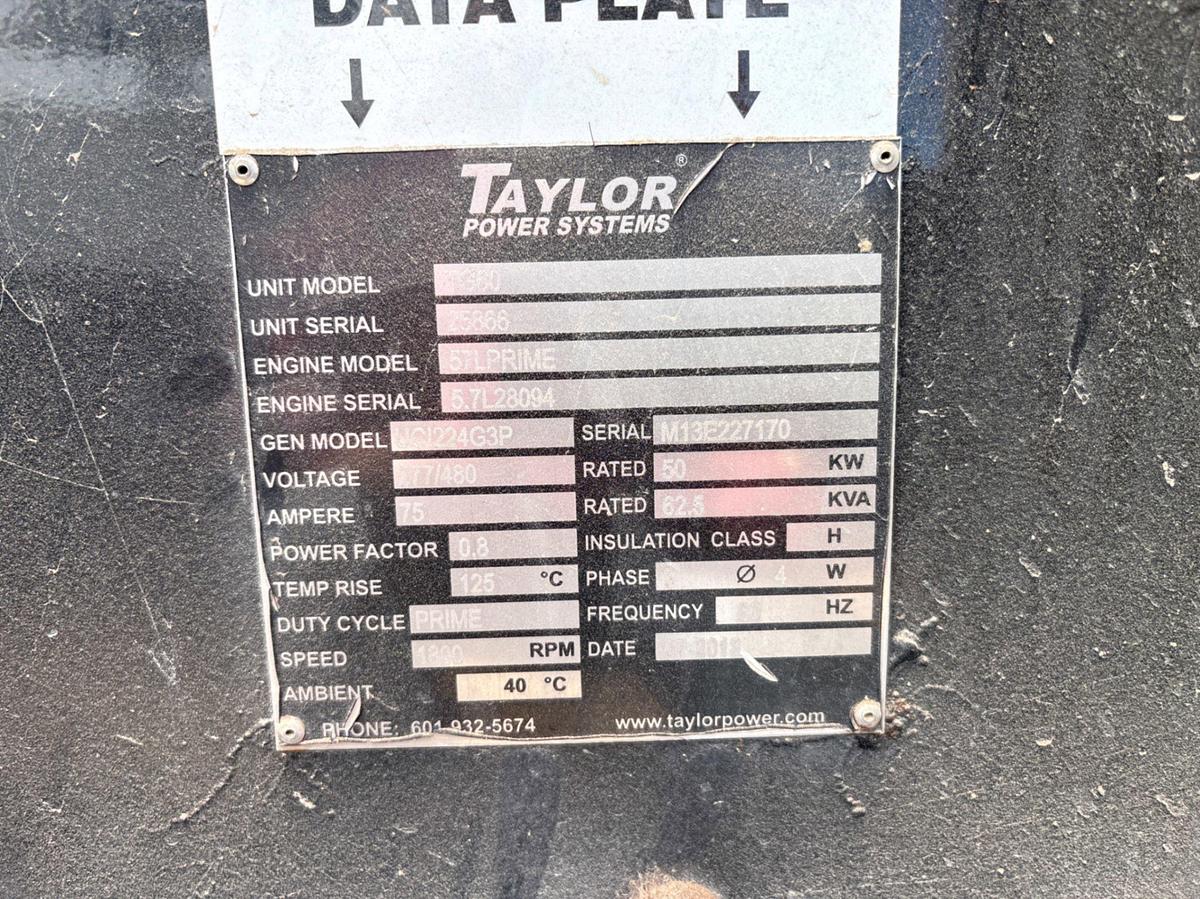 DATA PLATE
TAYLOR®
POWER SYSTEMS
UNIT MODEL
UNIT SERIAL 25866
ENGINE MODEL 57LPRIME
ENGINE SERIAL 5.7L28094
GEN MODEL SERIAL M13E227170
VOLTAGE 277/480 RATED 50 KW
AMPERE 75 RATED 62.5 KVA
POWER FACTOR 0.8 INSULATION CLASS H
TEMP RISE 125 °C PHASE Ø 4 W
DUTY CYCLE PRIME FREQUENCY HZ
SPEED 1800 RPM DATE
AMBIENT 40 °C
PHONE: 601-932-5674 www.taylorpower.com